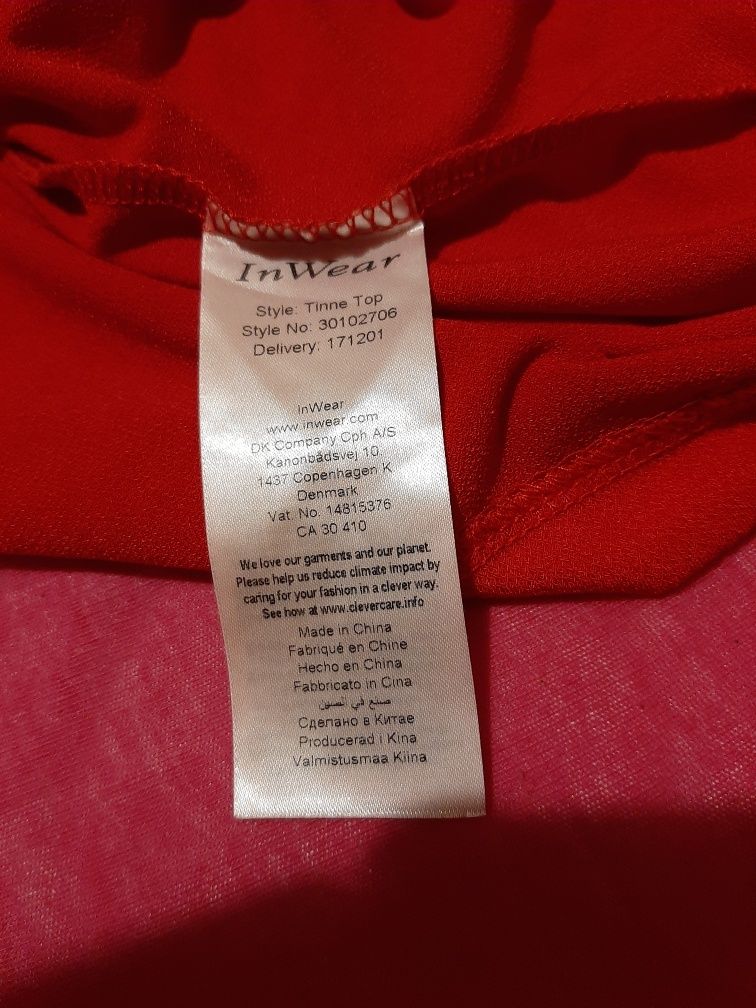 InWear
Style: Tinne Top
Style No: 30102706
Delivery: 171201
InWear
www.inwear.com
DK Company Cph A/S
Kanonbådsvej 10.
1437 Copenhagen K
Denmark
Vat. No. 14815376
CA 30 410
We love our garments and our planet.
Please help us reduce climate impact by
caring for your fashion in a clever way.
See how at www.clevercare.info
Made in China
Fabriqué en Chine
Hecho en China
Fabbricato in Cina
صنع في الصين
Сделано в Китае
Producerad i Kina
Valmistusmaa Kiina